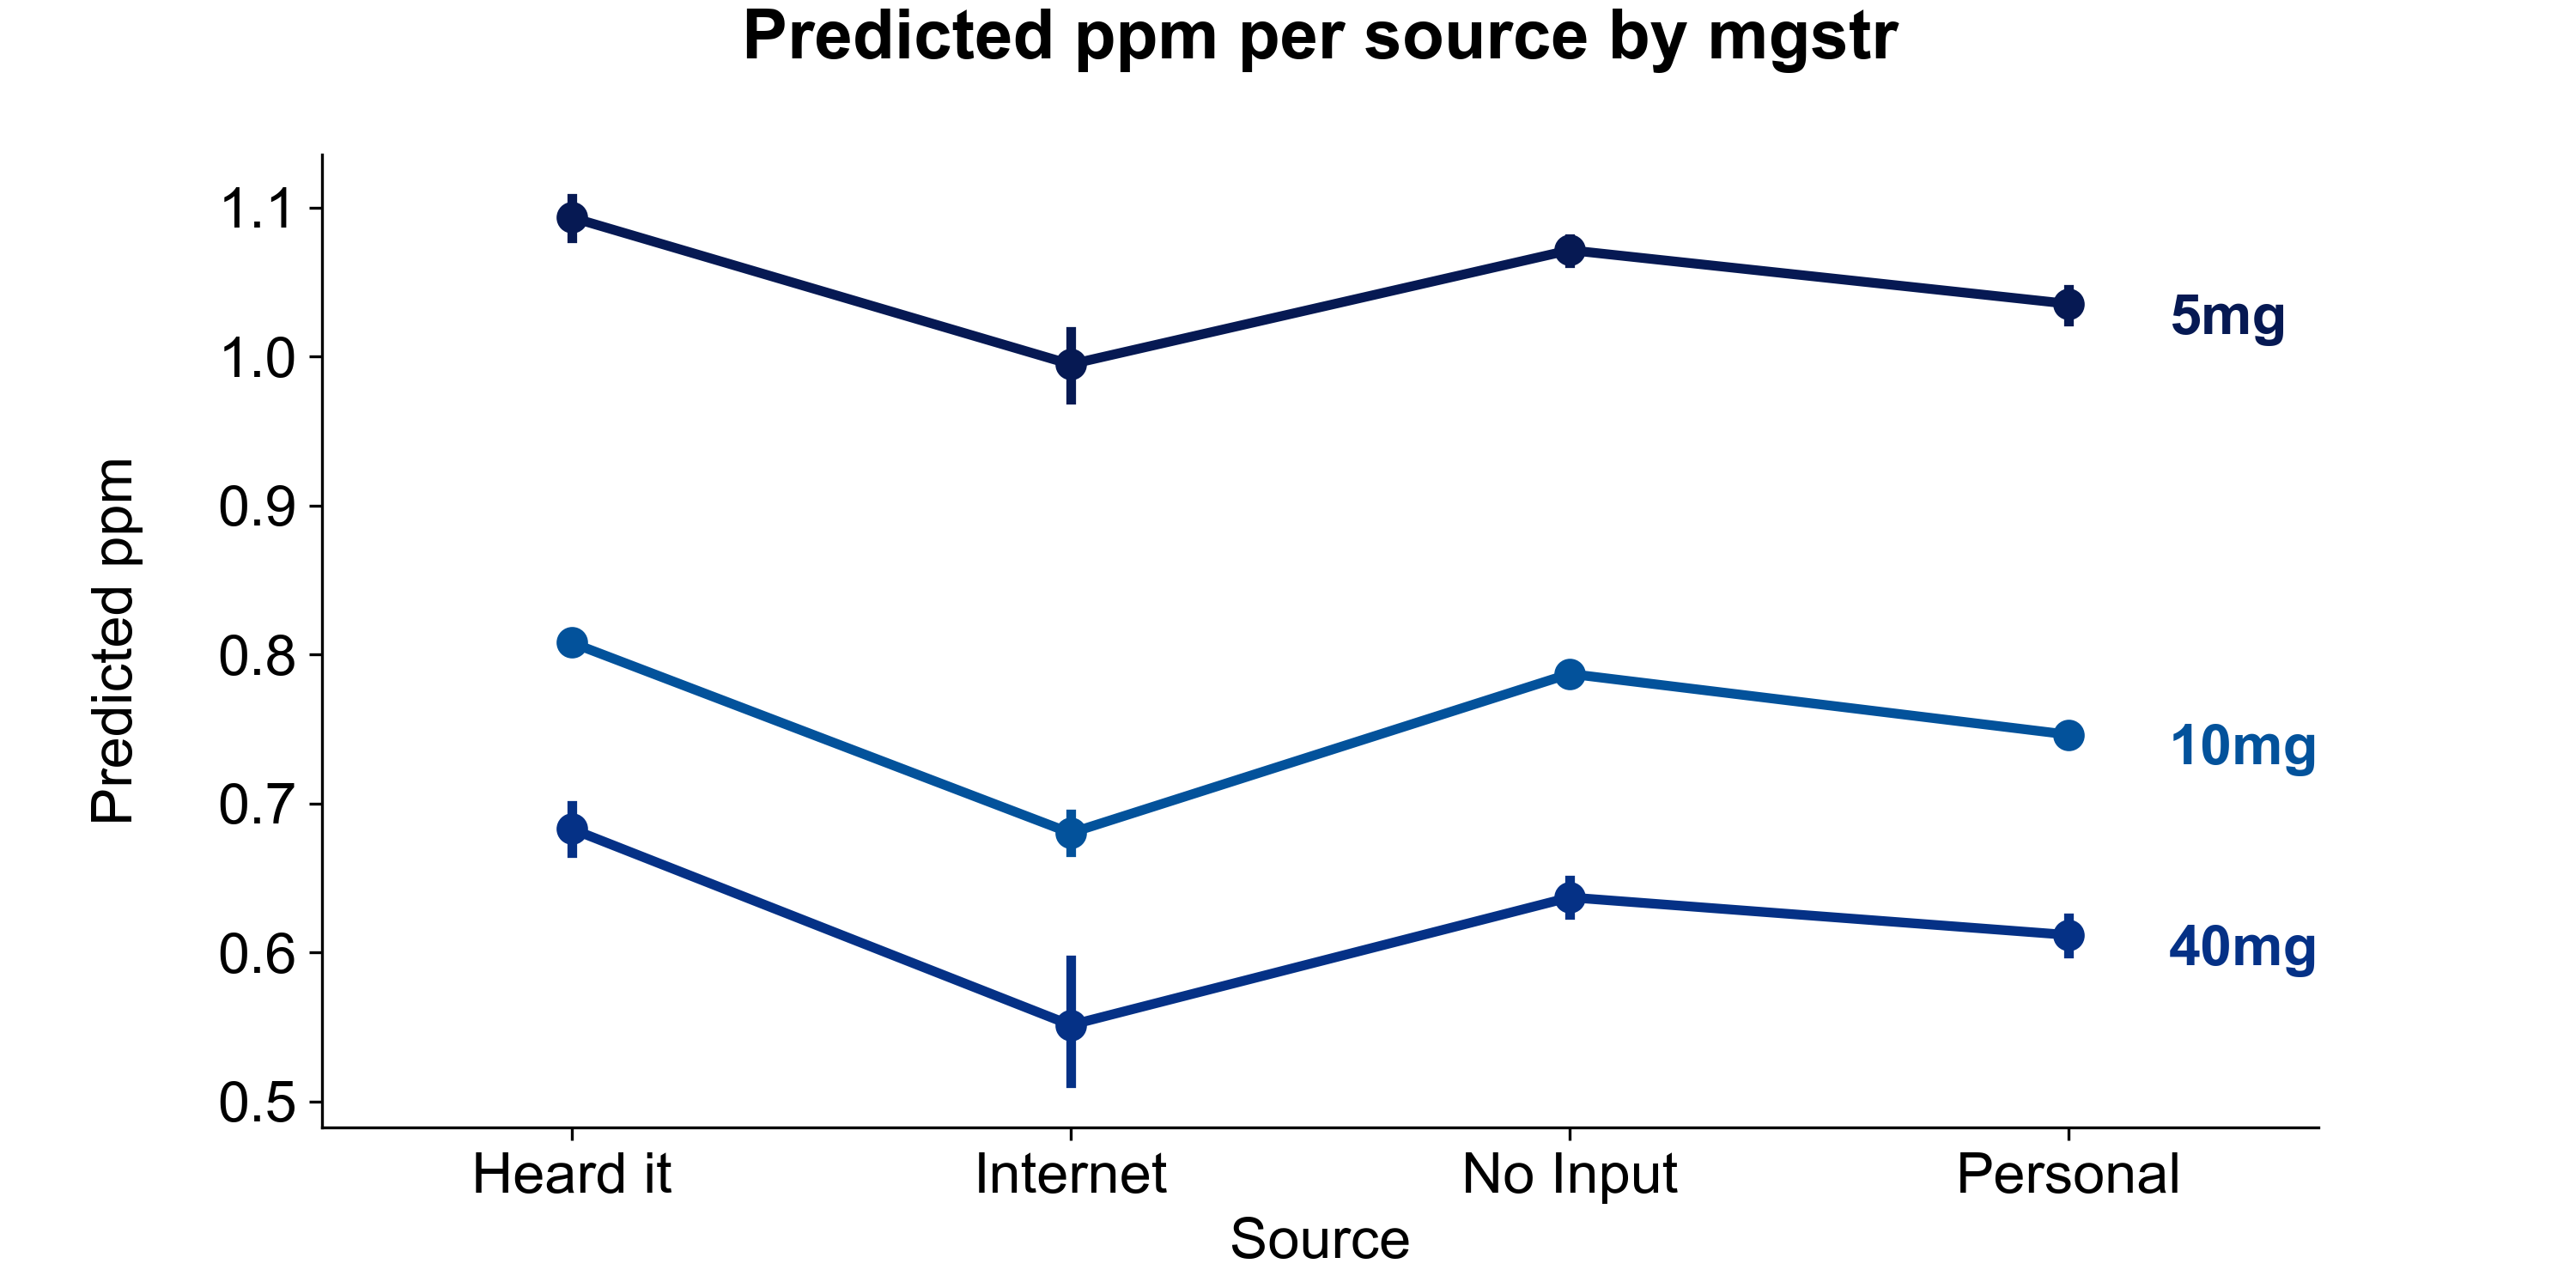 Predicted ppm per source by mgstr
Predicted ppm
1.1
1.0
0.9
0.8
0.7
0.6
0.5
5mg
10mg
40mg
Heard it
Internet
No Input
Personal
Source